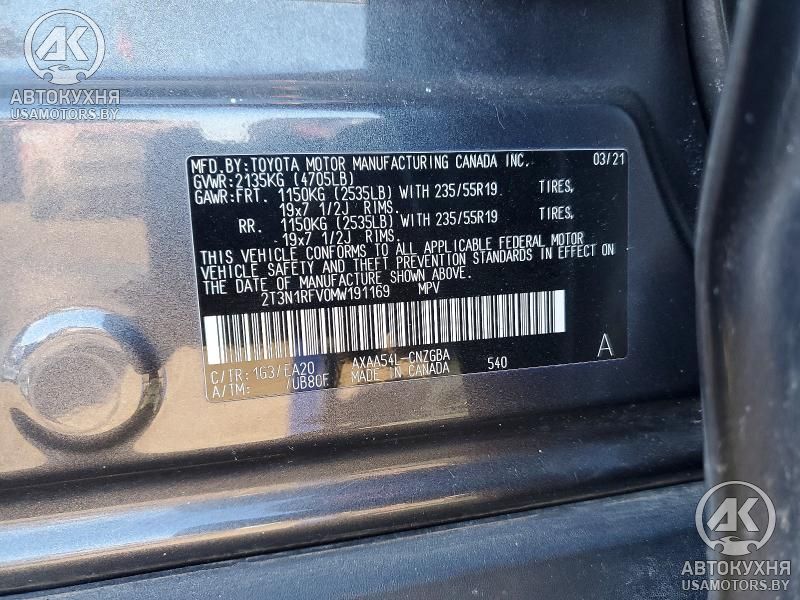 AK
АВТОКУХНЯ
USAMOTORS.BY
MFD.BY:TOYOTA MOTOR MANUFACTURING CANADA INC. 03/21
GVWR:2135KG (4705LB)
GAWR:FRT. 1150KG (2535LB) WITH 235/55R19 TIRES,
19x7 1/2J RIMS.
RR. 1150KG (2535LB) WITH 235/55R19 TIRES,
19x7 1/2J RIMS.
THIS VEHICLE CONFORMS TO ALL APPLICABLE FEDERAL MOTOR
VEHICLE SAFETY AND THEFT PREVENTION STANDARDS IN EFFECT ON
THE DATE OF MANUFACTURE SHOWN ABOVE.
2T3N1RFV0MW191169 MPV
C/TR:1G3/EA20 AXAA54L-CNZGBA 540 A
A/TM: /UB80F MADE IN CANADA
AK
АВТОКУХНЯ
USAMOTORS.BY